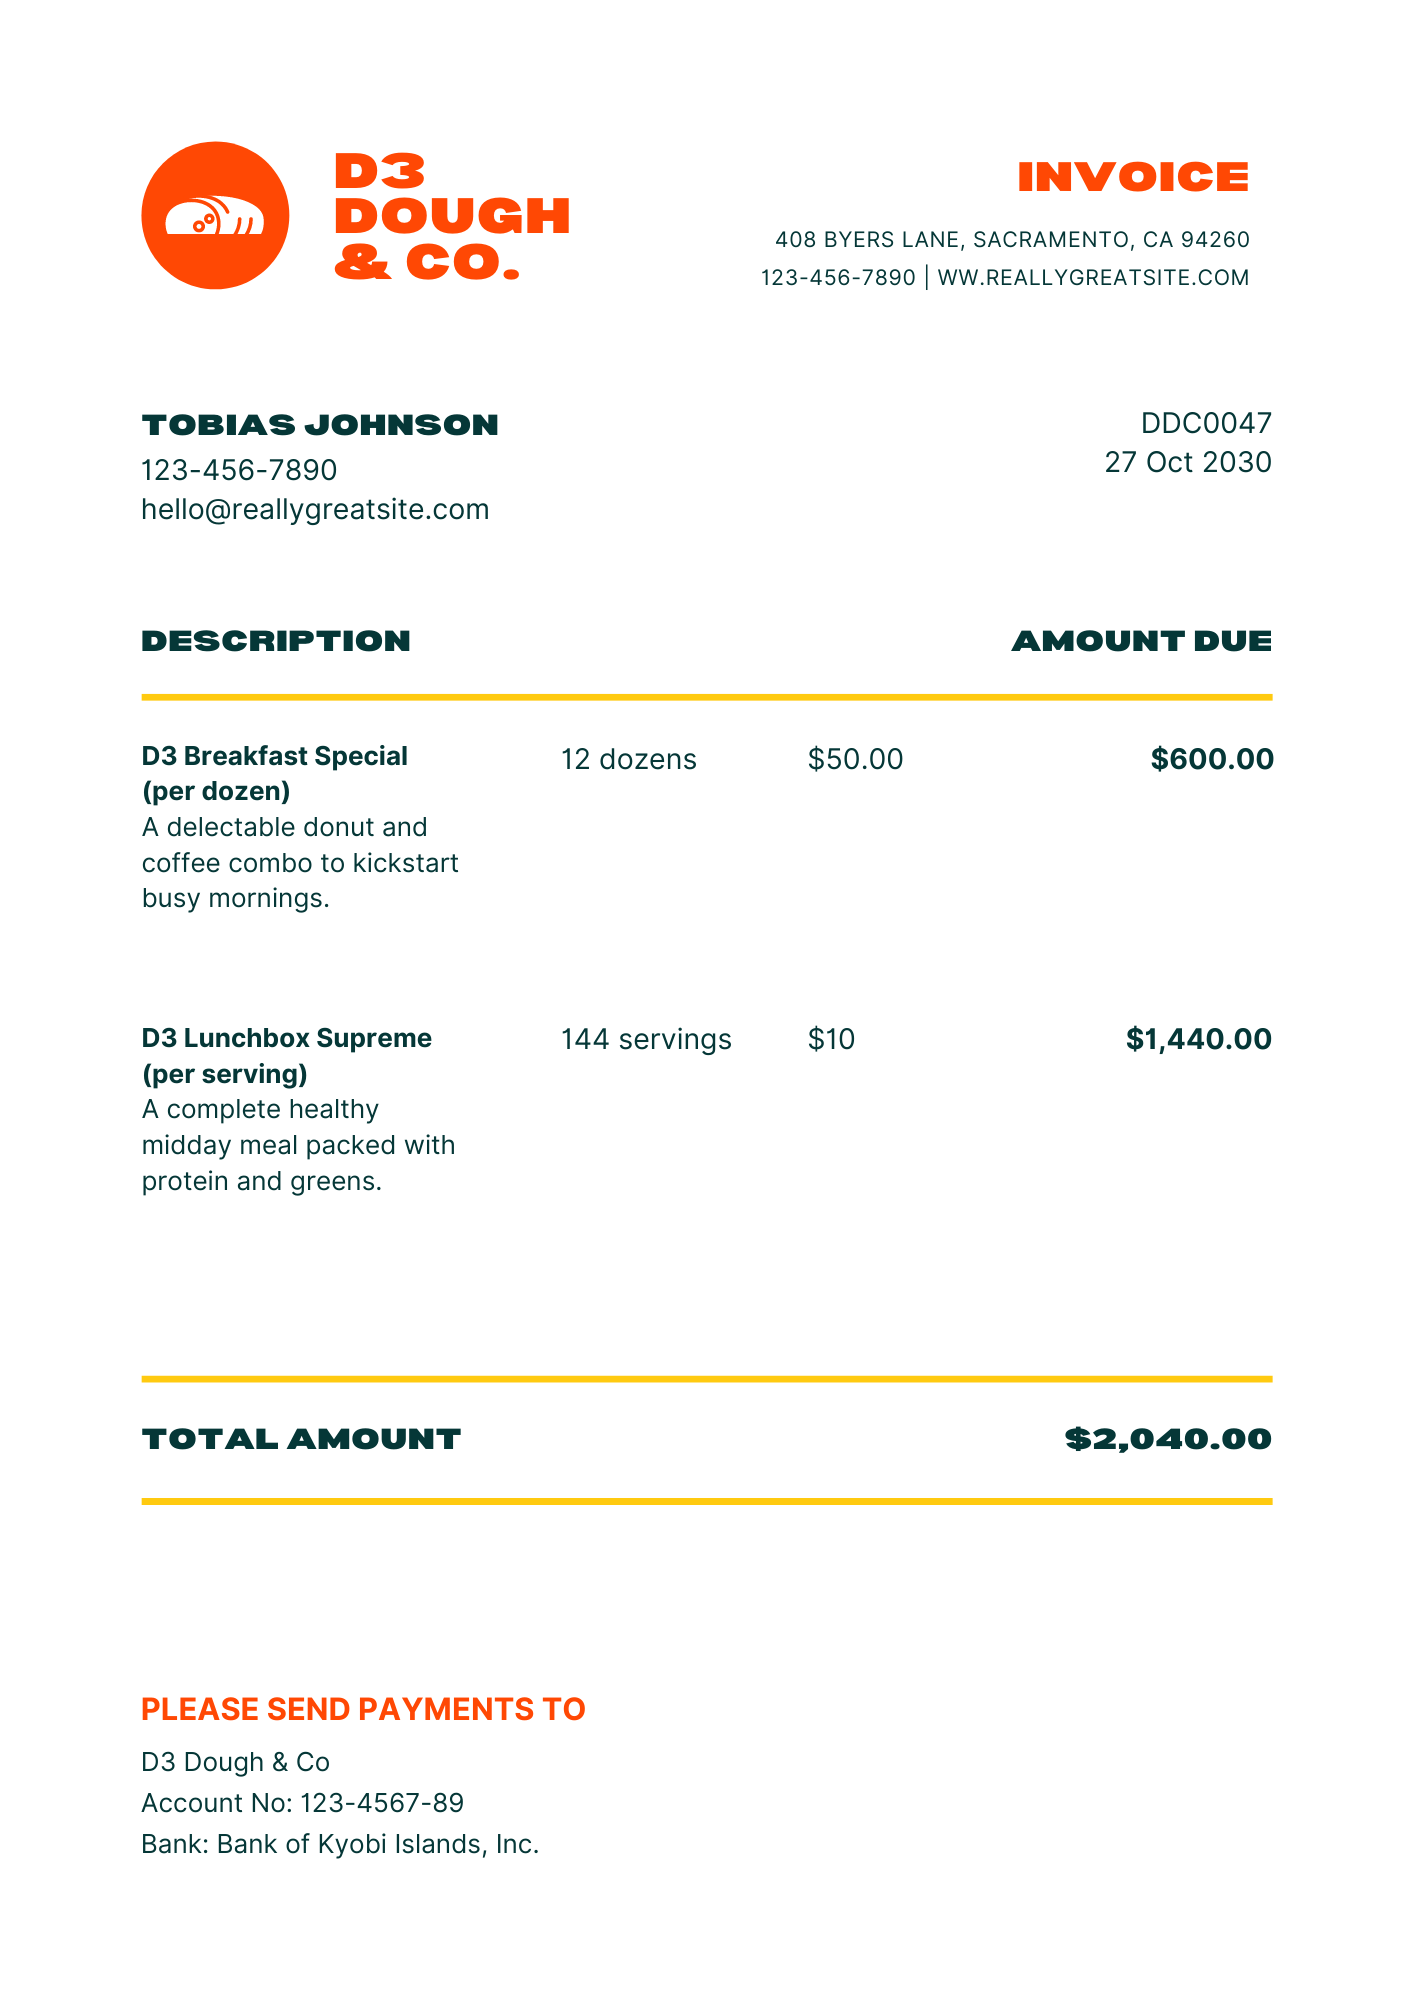 D3
DOUGH
& CO.
INVOICE
408 BYERS LANE, SACRAMENTO, CA 94260
123-456-7890 | WW.REALLYGREATSITE.COM
TOBIAS JOHNSON
123-456-7890
hello@reallygreatsite.com
DDC0047
27 Oct 2030
DESCRIPTION AMOUNT DUE
D3 Breakfast Special 12 dozens $50.00 $600.00
(per dozen)
A delectable donut and
coffee combo to kickstart
busy mornings.
D3 Lunchbox Supreme 144 servings $10 $1,440.00
(per serving)
A complete healthy
midday meal packed with
protein and greens.
TOTAL AMOUNT $2,040.00
PLEASE SEND PAYMENTS TO
D3 Dough & Co
Account No: 123-4567-89
Bank: Bank of Kyobi Islands, Inc.